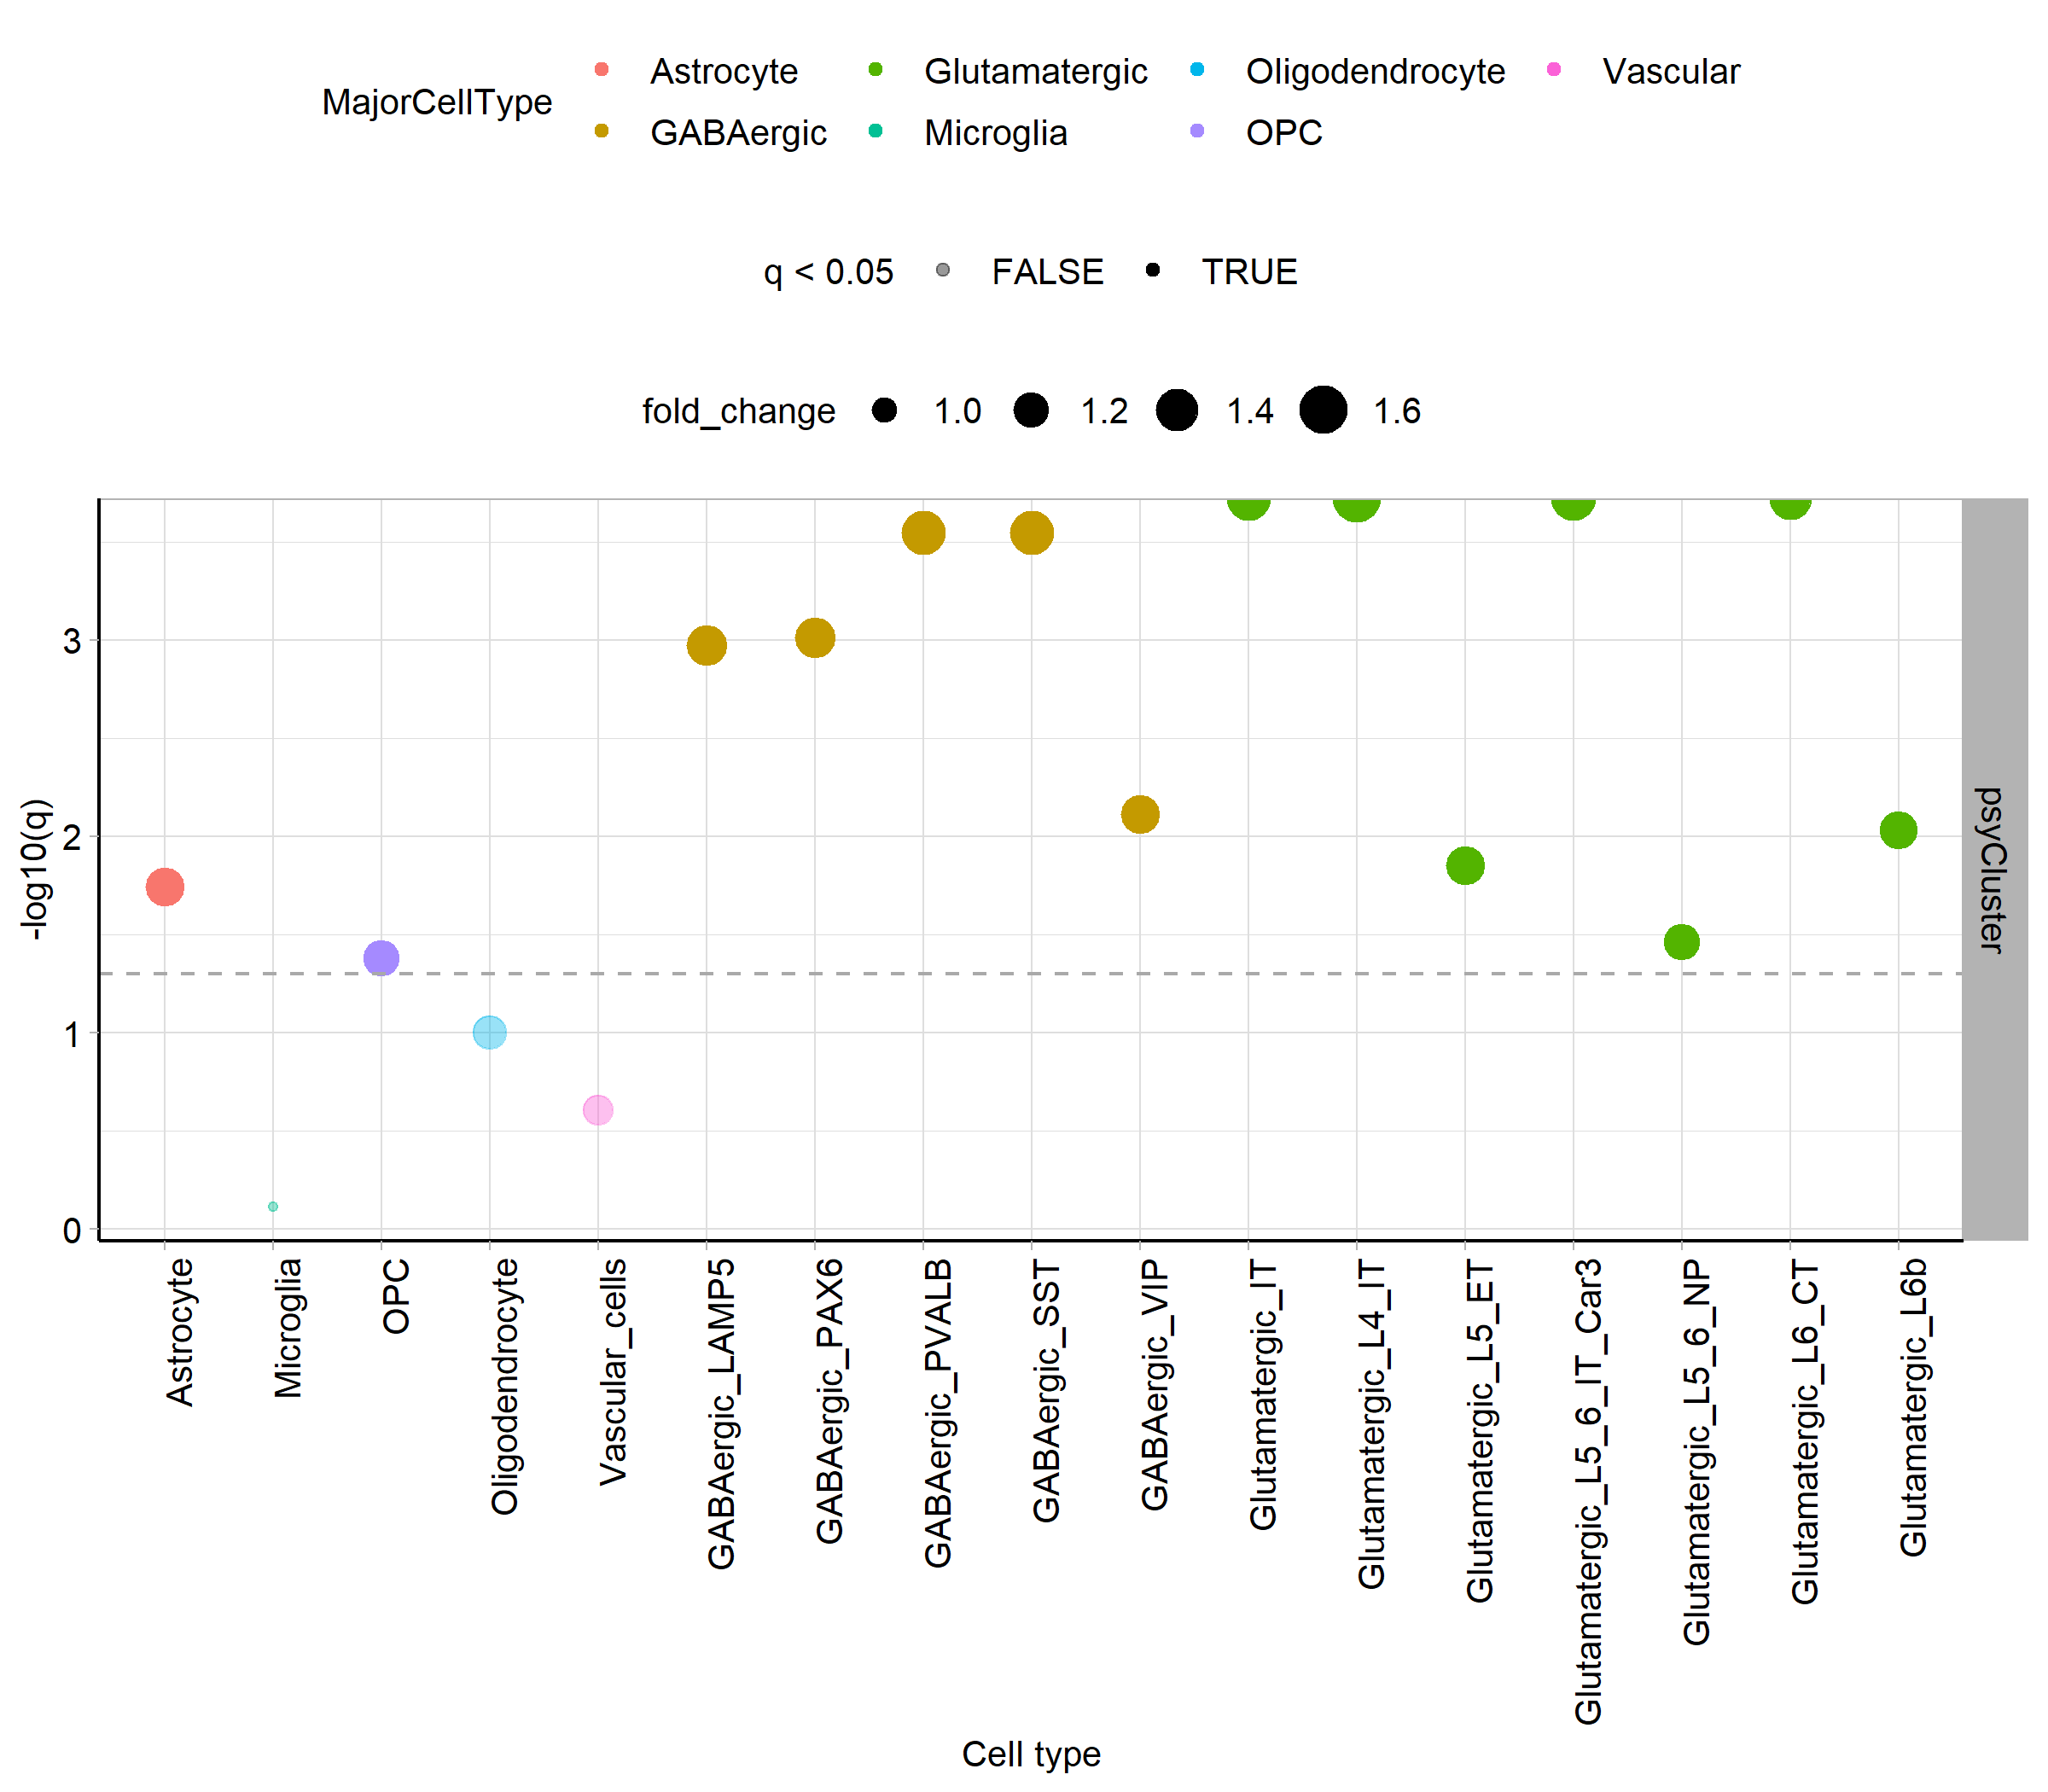 MajorCellType
Astrocyte Glutamatergic Oligodendrocyte Vascular
GABAergic Microglia OPC
q < 0.05 FALSE TRUE
fold_change 1.0 1.2 1.4 1.6
-log10(q)
3
2
1
0
psyCluster
Astrocyte
Microglia
OPC
Oligodendrocyte
Vascular_cells
GABAergic_LAMP5
GABAergic_PAX6
GABAergic_PVALB
GABAergic_SST
GABAergic_VIP
Glutamatergic_IT
Glutamatergic_L4_IT
Glutamatergic_L5_ET
Glutamatergic_L5_6_IT_Car3
Glutamatergic_L5_6_NP
Glutamatergic_L6_CT
Glutamatergic_L6b
Cell type